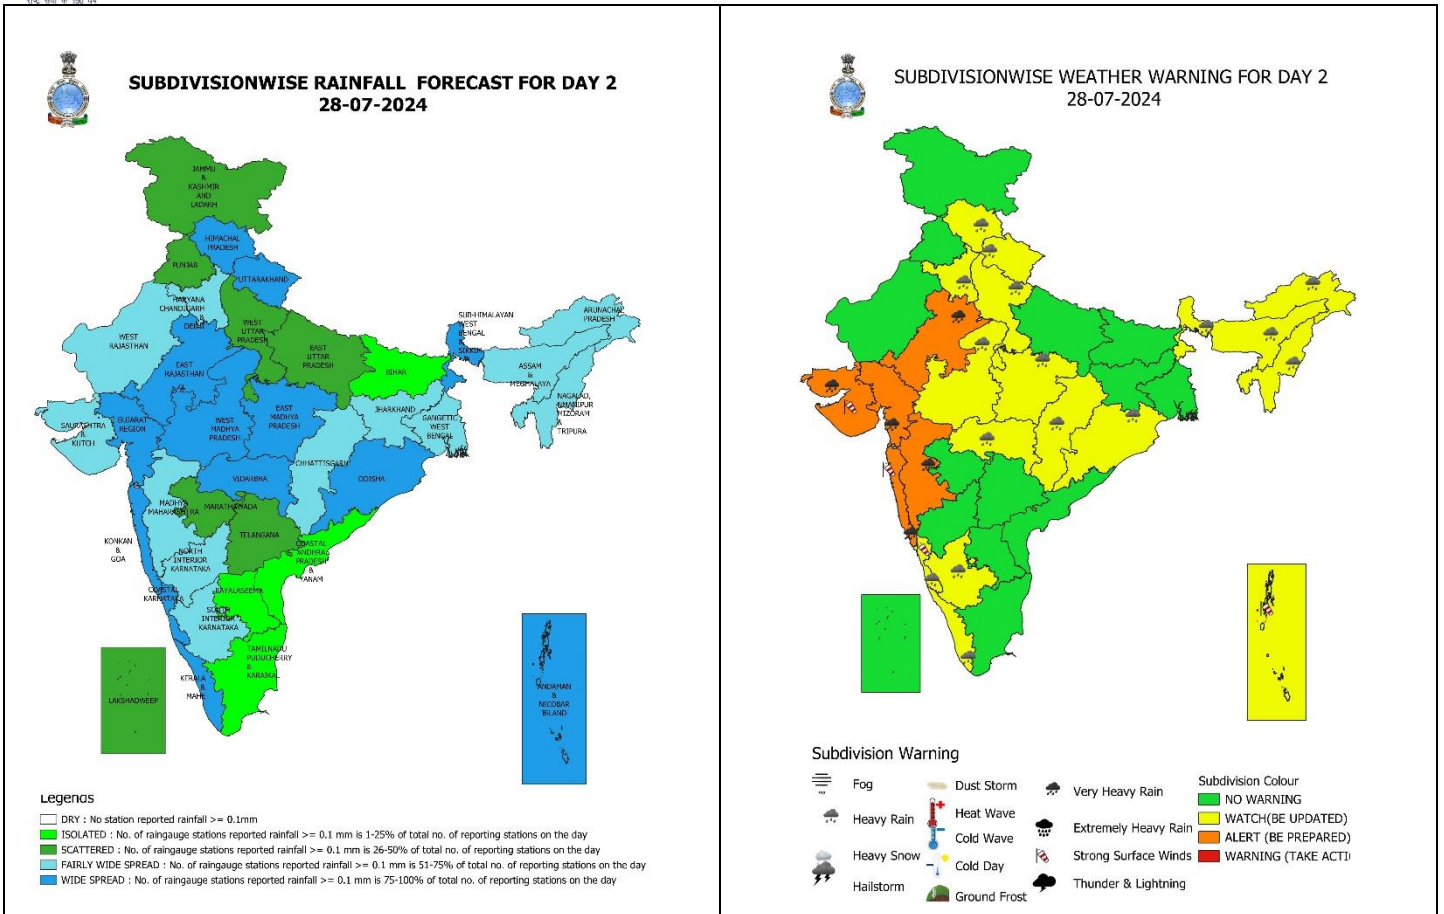 राष्ट्र सेवा के 150 वर्ष
SUBDIVISIONWISE RAINFALL FORECAST FOR DAY 2
28-07-2024
JAMMU
&
KASHMIR
AND
LADAKH
HIMACHAL
PRADESH
PUNJAB
UTTARAKHAND
HARYANA
CHANDIGARH
&
DELHI
WEST
RAJASTHAN
WEST
UTTAR
PRADESH
EAST
UTTAR
PRADESH
EAST
RAJASTHAN
BIHAR
SUB-HIMALAYAN
WEST
BENGAL
&
SIKKIM
ARUNACHAL
PRADESH
ASSAM
&
MEGHALAYA
NAGALAD,
MANIPUR
MIZORAM
&
TRIPURA
SAURASHTRA
&
KUTCH
GUJARAT
REGION
WEST
MADHYA
PRADESH
EAST
MADHYA
PRADESH
JHARKHAND
GANGETIC
WEST
BENGAL
CHHATTISGARH
ODISHA
VIDARBHA
MADHYA
MAHARASHTRA
MARATHAWADA
TELANGANA
KONKAN
&
GOA
NORTH
INTERIOR
KARNATAKA
COASTAL
ANDHRA
PRADESH
&
YANAM
COASTAL
KARNATAKA
RAYALASEEMA
SOUTH
INTERIOR
KARNATAKA
TAMILNADU
PUDUCHERRY
&
KARAIKAL
KERALA
&
MAHE
LAKSHADWEEP
ANDAMAN
&
NICOBAR
ISLAND
Legends
DRY : No station reported rainfall >= 0.1mm
ISOLATED : No. of raingauge stations reported rainfall >= 0.1 mm is 1-25% of total no. of reporting stations on the day
SCATTERED : No. of raingauge stations reported rainfall >= 0.1 mm is 26-50% of total no. of reporting stations on the day
FAIRLY WIDE SPREAD : No. of raingauge stations reported rainfall >= 0.1 mm is 51-75% of total no. of reporting stations on the day
WIDE SPREAD : No. of raingauge stations reported rainfall >= 0.1 mm is 75-100% of total no. of reporting stations on the day
SUBDIVISIONWISE WEATHER WARNING FOR DAY 2
28-07-2024
Subdivision Warning
Fog
Heavy Rain
Heavy Snow
Hailstorm
Dust Storm
Heat Wave
Cold Wave
Cold Day
Ground Frost
Very Heavy Rain
Extremely Heavy Rain
Strong Surface Winds
Thunder & Lightning
Subdivision Colour
NO WARNING
WATCH(BE UPDATED)
ALERT (BE PREPARED)
WARNING (TAKE ACTI